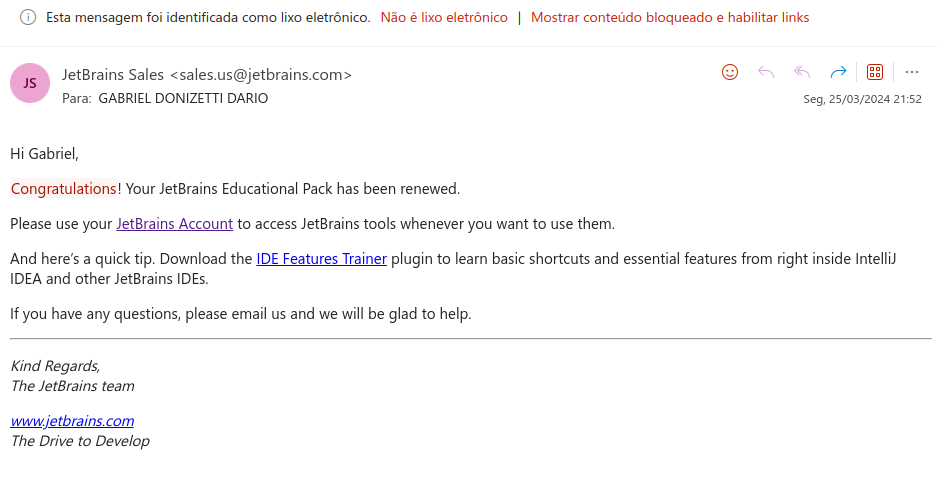 Esta mensagem foi identificada como lixo eletrônico. Não é lixo eletrônico | Mostrar conteúdo bloqueado e habilitar links
JS
JetBrains Sales <sales.us@jetbrains.com>
Para: GABRIEL DONIZETTI DARIO
Seg, 25/03/2024 21:52
Hi Gabriel,
Congratulations! Your JetBrains Educational Pack has been renewed.
Please use your JetBrains Account to access JetBrains tools whenever you want to use them.
And here’s a quick tip. Download the IDE Features Trainer plugin to learn basic shortcuts and essential features from right inside IntelliJ
IDEA and other JetBrains IDEs.
If you have any questions, please email us and we will be glad to help.
Kind Regards,
The JetBrains team
www.jetbrains.com
The Drive to Develop